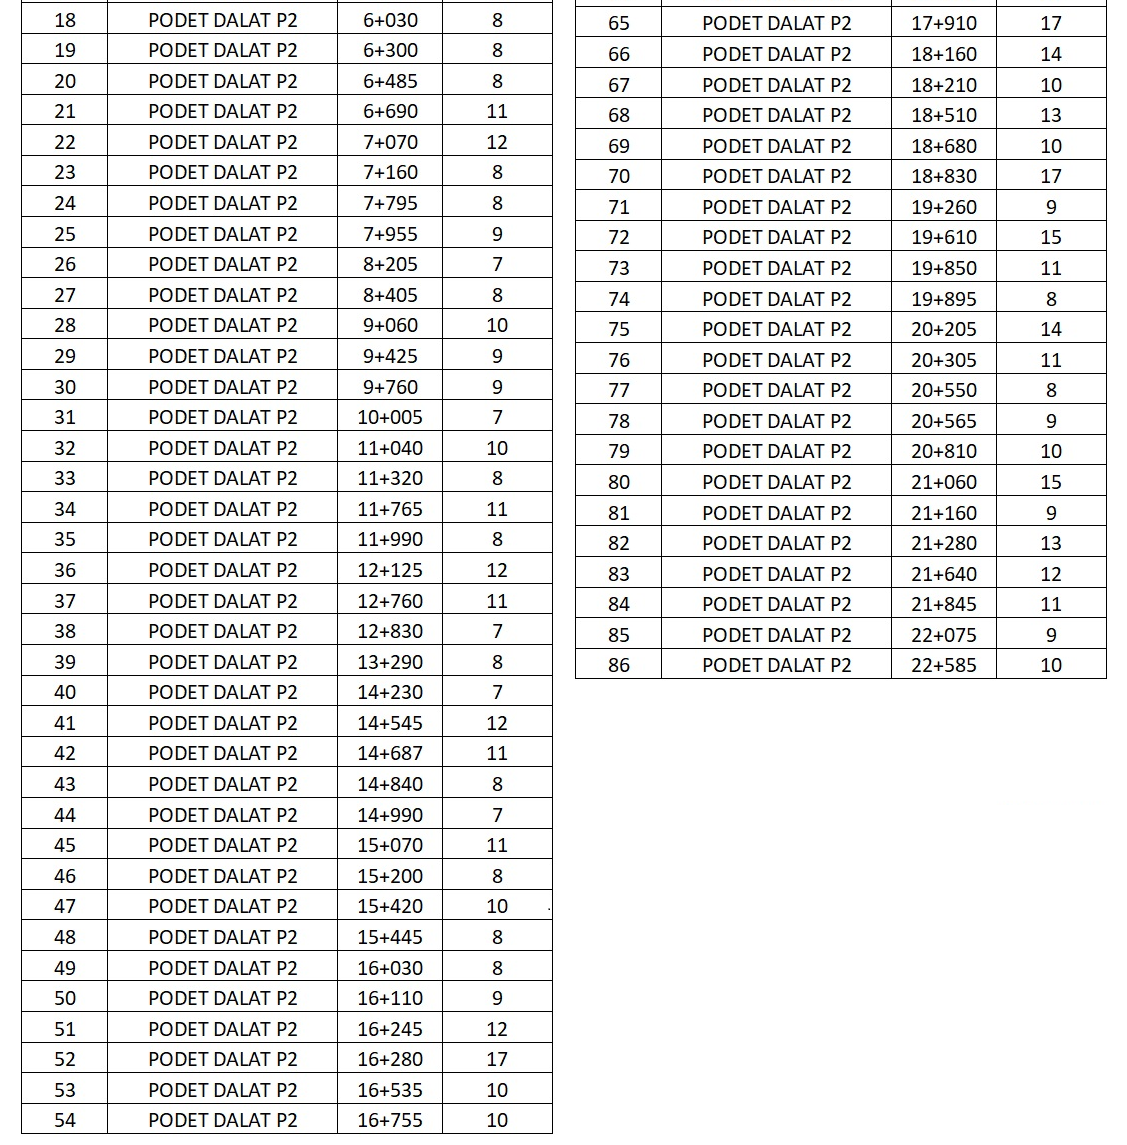 18 PODET DALAT P2 6+030 8
19 PODET DALAT P2 6+300 8
20 PODET DALAT P2 6+485 8
21 PODET DALAT P2 6+690 11
22 PODET DALAT P2 7+070 12
23 PODET DALAT P2 7+160 8
24 PODET DALAT P2 7+795 8
25 PODET DALAT P2 7+955 9
26 PODET DALAT P2 8+205 7
27 PODET DALAT P2 8+405 8
28 PODET DALAT P2 9+060 10
29 PODET DALAT P2 9+425 9
30 PODET DALAT P2 9+760 9
31 PODET DALAT P2 10+005 7
32 PODET DALAT P2 11+040 10
33 PODET DALAT P2 11+320 8
34 PODET DALAT P2 11+765 11
35 PODET DALAT P2 11+990 8
36 PODET DALAT P2 12+125 12
37 PODET DALAT P2 12+760 11
38 PODET DALAT P2 12+830 7
39 PODET DALAT P2 13+290 8
40 PODET DALAT P2 14+230 7
41 PODET DALAT P2 14+545 12
42 PODET DALAT P2 14+687 11
43 PODET DALAT P2 14+840 8
44 PODET DALAT P2 14+990 7
45 PODET DALAT P2 15+070 11
46 PODET DALAT P2 15+200 8
47 PODET DALAT P2 15+420 10
48 PODET DALAT P2 15+445 8
49 PODET DALAT P2 16+030 8
50 PODET DALAT P2 16+110 9
51 PODET DALAT P2 16+245 12
52 PODET DALAT P2 16+280 17
53 PODET DALAT P2 16+535 10
54 PODET DALAT P2 16+755 10
65 PODET DALAT P2 17+910 17
66 PODET DALAT P2 18+160 14
67 PODET DALAT P2 18+210 10
68 PODET DALAT P2 18+510 13
69 PODET DALAT P2 18+680 10
70 PODET DALAT P2 18+830 17
71 PODET DALAT P2 19+260 9
72 PODET DALAT P2 19+610 15
73 PODET DALAT P2 19+850 11
74 PODET DALAT P2 19+895 8
75 PODET DALAT P2 20+205 14
76 PODET DALAT P2 20+305 11
77 PODET DALAT P2 20+550 8
78 PODET DALAT P2 20+565 9
79 PODET DALAT P2 20+810 10
80 PODET DALAT P2 21+060 15
81 PODET DALAT P2 21+160 9
82 PODET DALAT P2 21+280 13
83 PODET DALAT P2 21+640 12
84 PODET DALAT P2 21+845 11
85 PODET DALAT P2 22+075 9
86 PODET DALAT P2 22+585 10